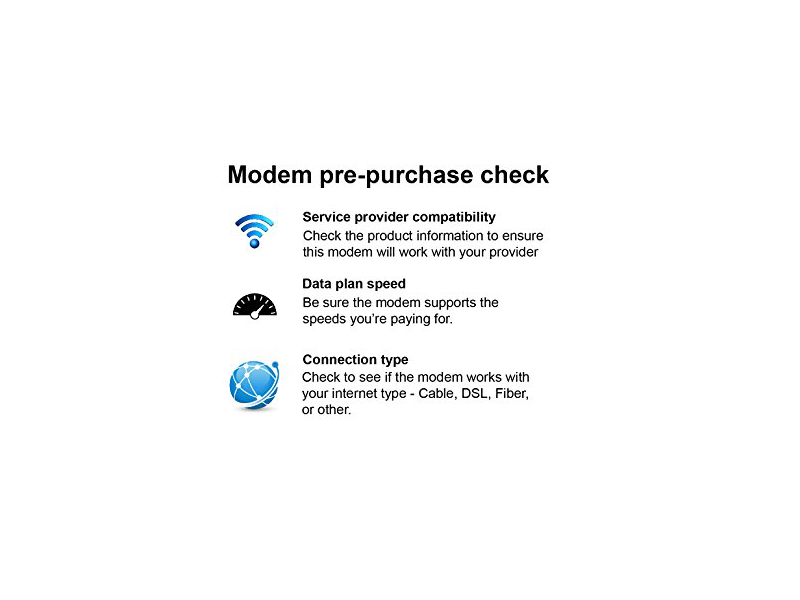 Modem pre-purchase check
Service provider compatibility
Check the product information to ensure
this modem will work with your provider
Data plan speed
Be sure the modem supports the
speeds you're paying for.
Connection type
Check to see if the modem works with
your internet type - Cable, DSL, Fiber,
or other.